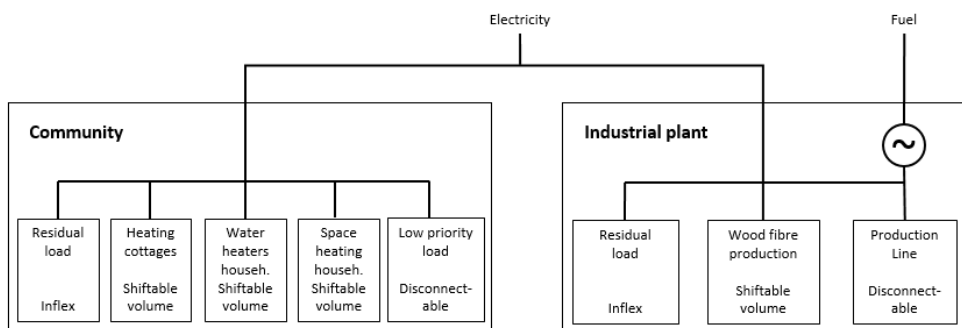 Electricity
Fuel
Community
Industrial plant
~
Residual
load
Inflex
Heating
cottages
Shiftable
volume
Water
heaters
househ.
Shiftable
volume
Space
heating
househ.
Shiftable
volume
Low priority
load
Disconnect-
able
Residual
load
Inflex
Wood fibre
production
Shiftable
volume
Production
Line
Disconnect-
able